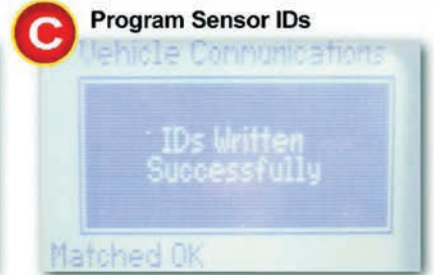 C Program Sensor IDs
Vehicle Communications
IDs Written
Successfully
Matched OK